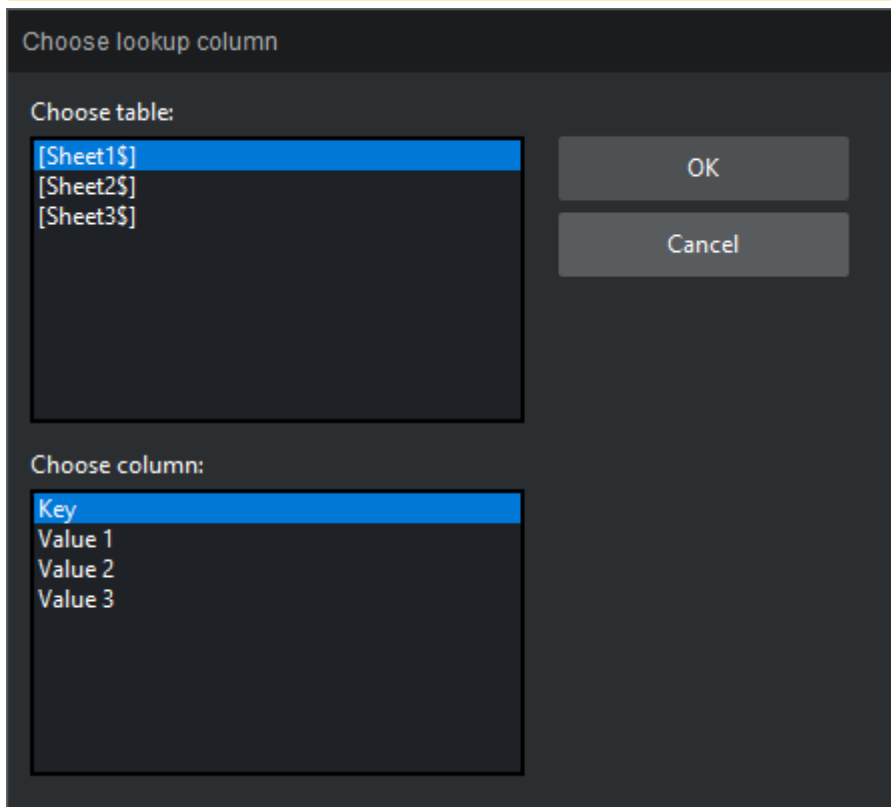 Choose lookup column
Choose table:
[Sheet1$]
[Sheet2$]
[Sheet3$]
OK
Cancel
Choose column:
Key
Value 1
Value 2
Value 3